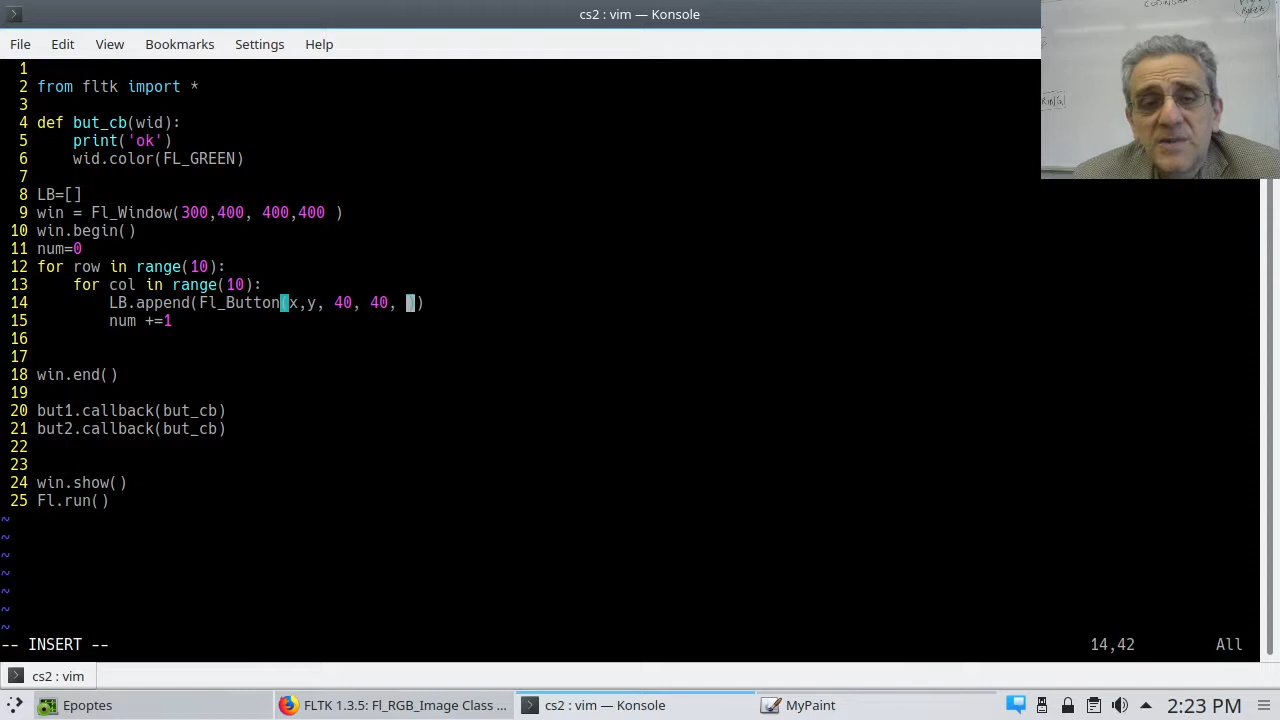 cs2 : vim — Konsole
File Edit View Bookmarks Settings Help
1
2 from fltk import *
3
4 def but_cb(wid):
5     print('ok')
6     wid.color(FL_GREEN)
7
8 LB=[]
9 win = Fl_Window(300,400, 400,400 )
10 win.begin()
11 num=0
12 for row in range(10):
13     for col in range(10):
14         LB.append(Fl_Button(x,y, 40, 40, ))
15         num +=1
16
17
18 win.end()
19
20 but1.callback(but_cb)
21 but2.callback(but_cb)
22
23
24 win.show()
25 Fl.run()
~
~
~
~
~
~
~
-- INSERT -- 14,42 All
cs2 : vim
Epoptes FLTK 1.3.5: Fl_RGB_Image Class ... cs2 : vim — Konsole MyPaint 2:23 PM